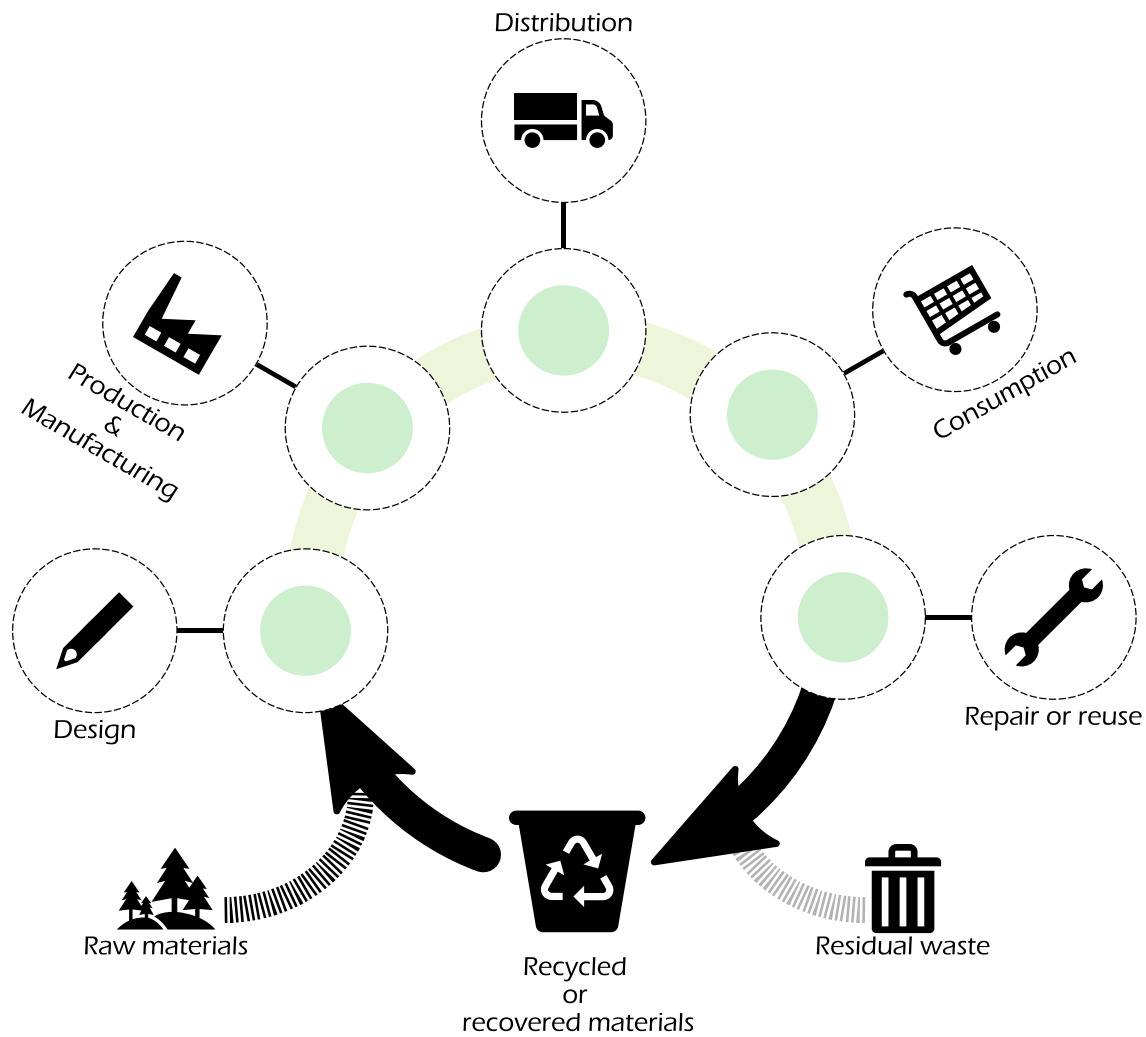 Distribution
Production
&
Manufacturing
Consumption
Design
Repair or reuse
Raw materials
Residual waste
Recycled
or
recovered materials